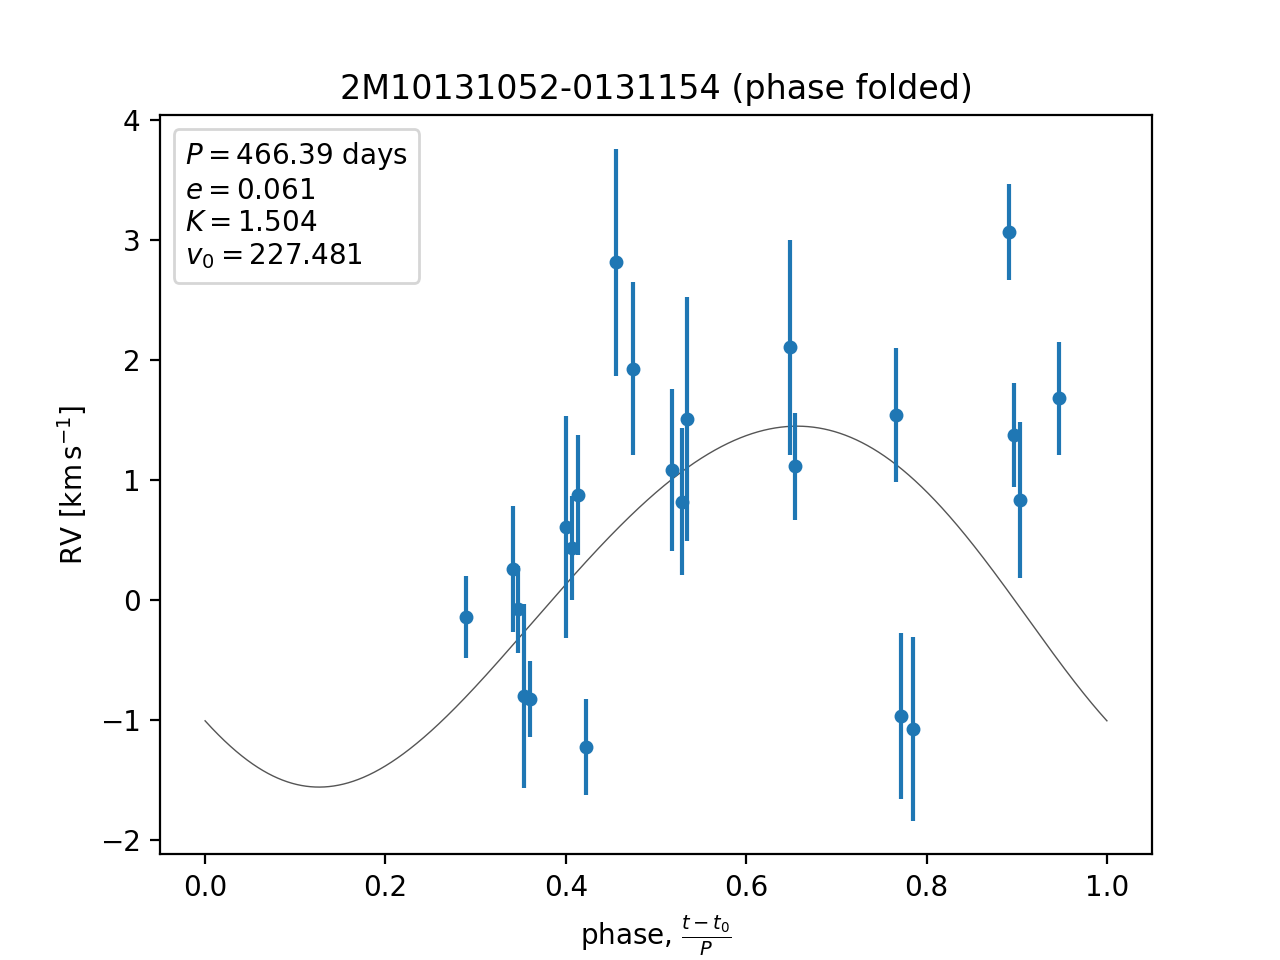 2M10131052-0131154 (phase folded)
P = 466.39 days
e = 0.061
K = 1.504
v₀ = 227.481
4
3
2
1
0
−1
−2
RV [km s⁻¹]
0.0 0.2 0.4 0.6 0.8 1.0
phase, (t − t₀)/P